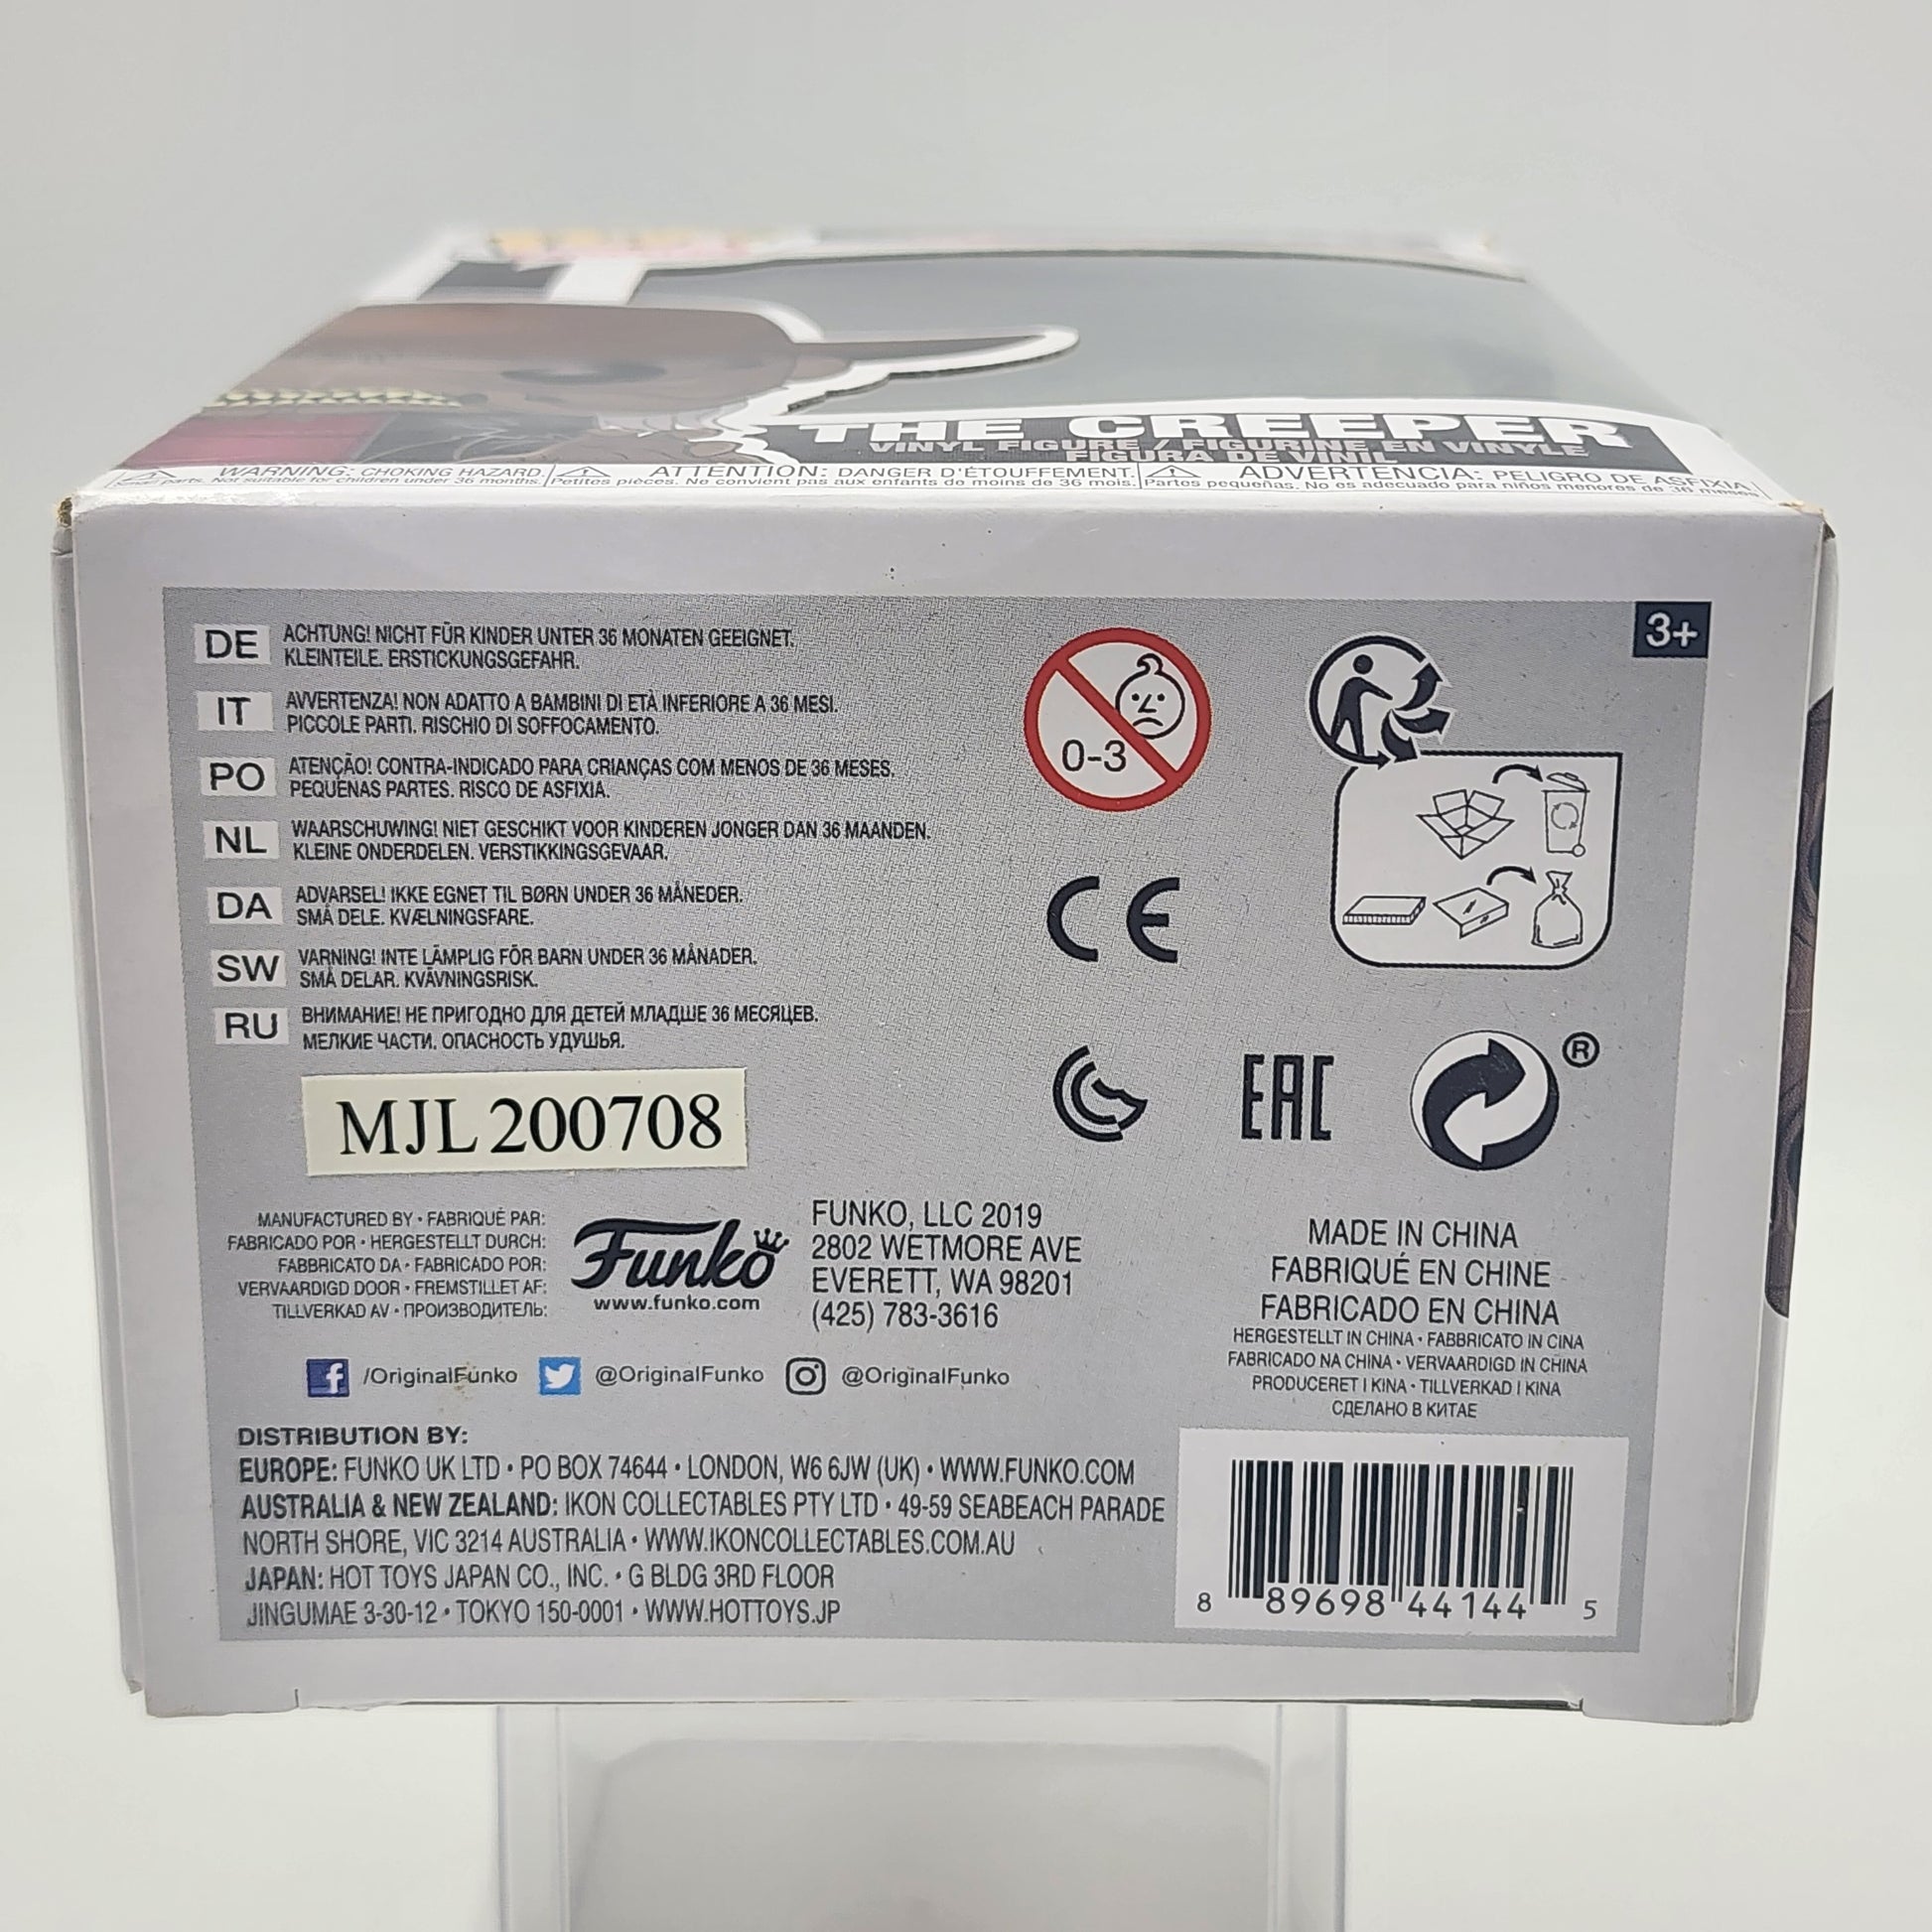 THE CREEPER
VINYL FIGURE / FIGURINE EN VINYLE
FIGURA DE VINIL
WARNING: CHOKING HAZARD.
parts. Not suitable for children under 36 months.
ATTENTION: DANGER D'ÉTOUFFEMENT.
Petites pièces. Ne convient pas aux enfants de moins de 36 mois.
ADVERTENCIA: PELIGRO DE ASFIXIA
Partes pequeñas. No es adecuado para niños menores de 36 meses
3+
DE ACHTUNG! NICHT FÜR KINDER UNTER 36 MONATEN GEEIGNET.
KLEINTEILE. ERSTICKUNGSGEFAHR.
IT AVVERTENZA! NON ADATTO A BAMBINI DI ETÀ INFERIORE A 36 MESI.
PICCOLE PARTI. RISCHIO DI SOFFOCAMENTO.
PO ATENÇÃO! CONTRA-INDICADO PARA CRIANÇAS COM MENOS DE 36 MESES.
PEQUENAS PARTES. RISCO DE ASFIXIA.
NL WAARSCHUWING! NIET GESCHIKT VOOR KINDEREN JONGER DAN 36 MAANDEN.
KLEINE ONDERDELEN. VERSTIKKINGSGEVAAR.
DA ADVARSEL! IKKE EGNET TIL BØRN UNDER 36 MÅNEDER.
SMÅ DELE. KVÆLNINGSFARE.
SW VARNING! INTE LÄMPLIG FÖR BARN UNDER 36 MÅNADER.
SMÅ DELAR. KVÄVNINGSRISK.
RU ВНИМАНИЕ! НЕ ПРИГОДНО ДЛЯ ДЕТЕЙ МЛАДШЕ 36 МЕСЯЦЕВ.
МЕЛКИЕ ЧАСТИ. ОПАСНОСТЬ УДУШЬЯ.
0-3
CE
EAC
®
MJL 200708
MANUFACTURED BY • FABRIQUÉ PAR:
FABRICADO POR • HERGESTELLT DURCH:
FABBRICATO DA • FABRICADO POR:
VERVAARDIGD DOOR • FREMSTILLET AF:
TILLVERKAD AV • ПРОИЗВОДИТЕЛЬ:
Funko
www.funko.com
FUNKO, LLC 2019
2802 WETMORE AVE
EVERETT, WA 98201
(425) 783-3616
MADE IN CHINA
FABRIQUÉ EN CHINE
FABRICADO EN CHINA
HERGESTELLT IN CHINA • FABBRICATO IN CINA
FABRICADO NA CHINA • VERVAARDIGD IN CHINA
PRODUCERET I KINA • TILLVERKAD I KINA
СДЕЛАНО В КИТАЕ
/OriginalFunko @OriginalFunko @OriginalFunko
DISTRIBUTION BY:
EUROPE: FUNKO UK LTD • PO BOX 74644 • LONDON, W6 6JW (UK) • WWW.FUNKO.COM
AUSTRALIA & NEW ZEALAND: IKON COLLECTABLES PTY LTD • 49-59 SEABEACH PARADE
NORTH SHORE, VIC 3214 AUSTRALIA • WWW.IKONCOLLECTABLES.COM.AU
JAPAN: HOT TOYS JAPAN CO., INC. • G BLDG 3RD FLOOR
JINGUMAE 3-30-12 • TOKYO 150-0001 • WWW.HOTTOYS.JP
8 89698 44144 5